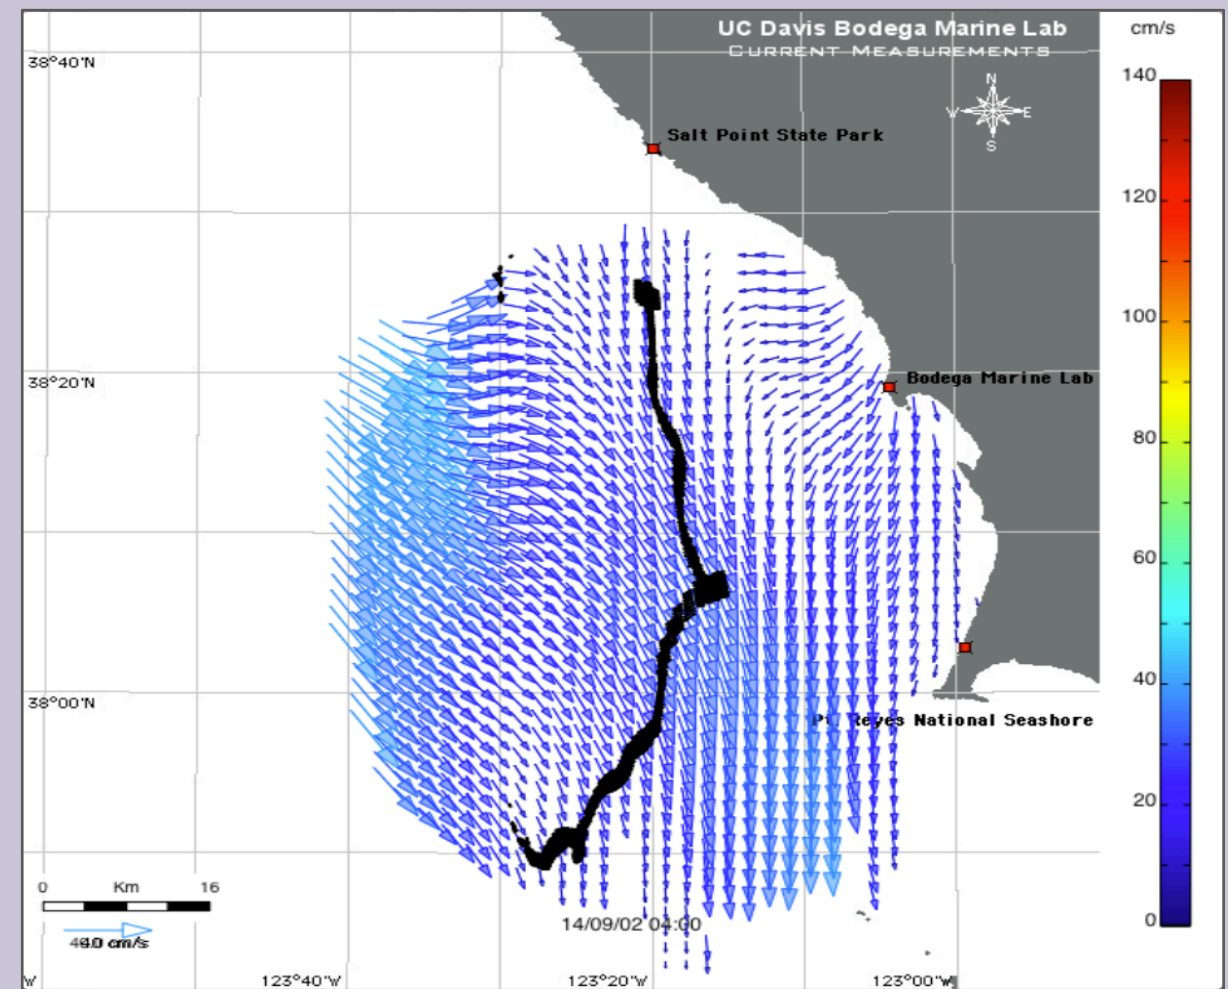 UC Davis Bodega Marine Lab
Current Measurements
cm/s
140
120
100
80
60
40
20
0
N
W
E
S
38°40'N
38°20'N
38°00'N
Salt Point State Park
Bodega Marine Lab
Reyes National Seashore
0 Km 16
cm/s
14/09/02 04:00
W
123°40'W
123°20'W
123°00'W